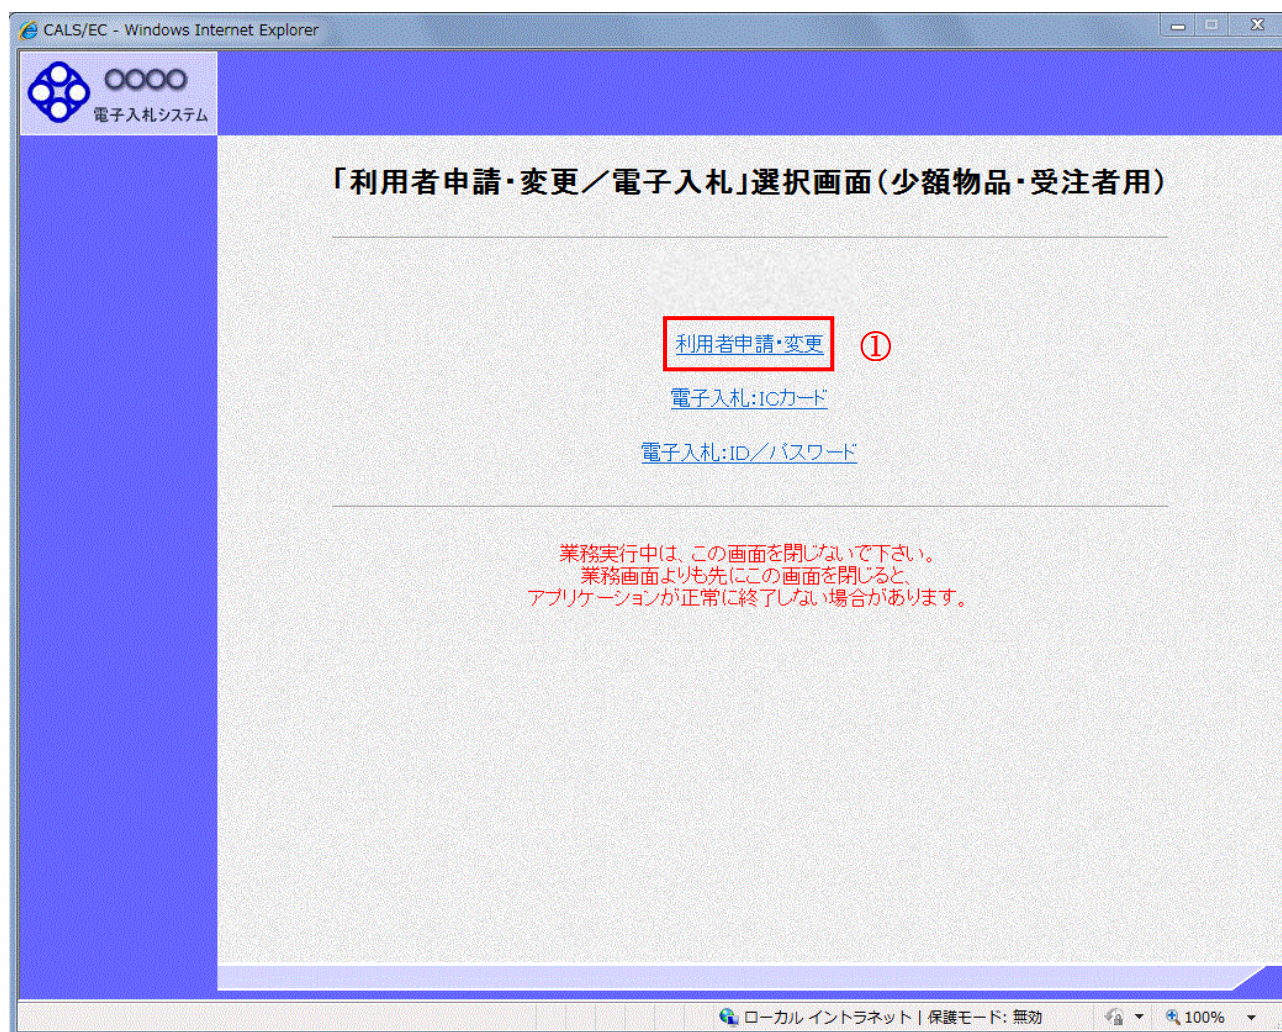 CALS/EC - Windows Internet Explorer
○○○○
電子入札システム
「利用者申請・変更／電子入札」選択画面（少額物品・受注者用）
利用者申請・変更 ①
電子入札：ICカード
電子入札：ID／パスワード
業務実行中は、この画面を閉じないで下さい。
業務画面よりも先にこの画面を閉じると、
アプリケーションが正常に終了しない場合があります。
ローカル イントラネット | 保護モード: 無効
100%